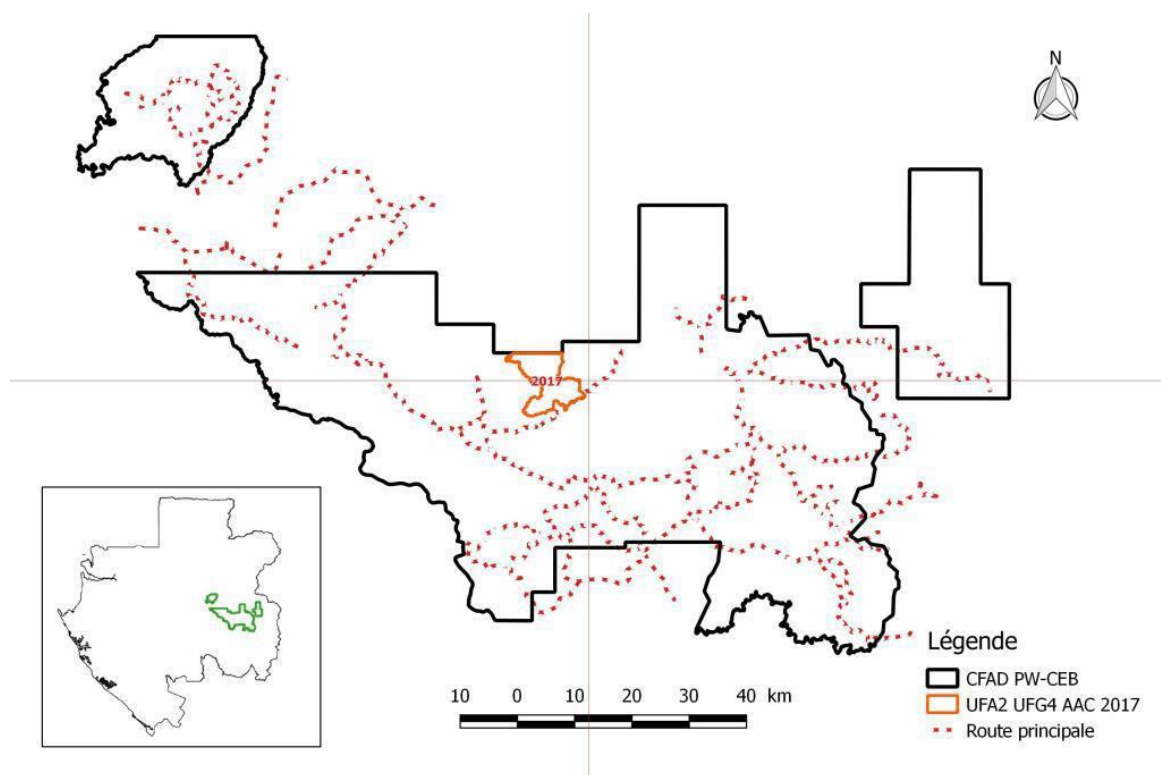 N
2017
Légende
CFAD PW-CEB
UFA2 UFG4 AAC 2017
Route principale
10 0 10 20 30 40 km